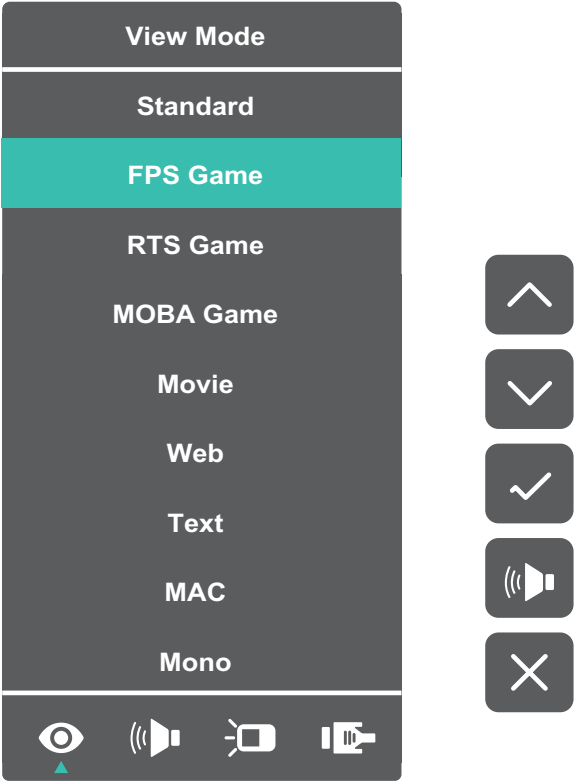 View Mode
Standard
FPS Game
RTS Game
MOBA Game
Movie
Web
Text
MAC
Mono